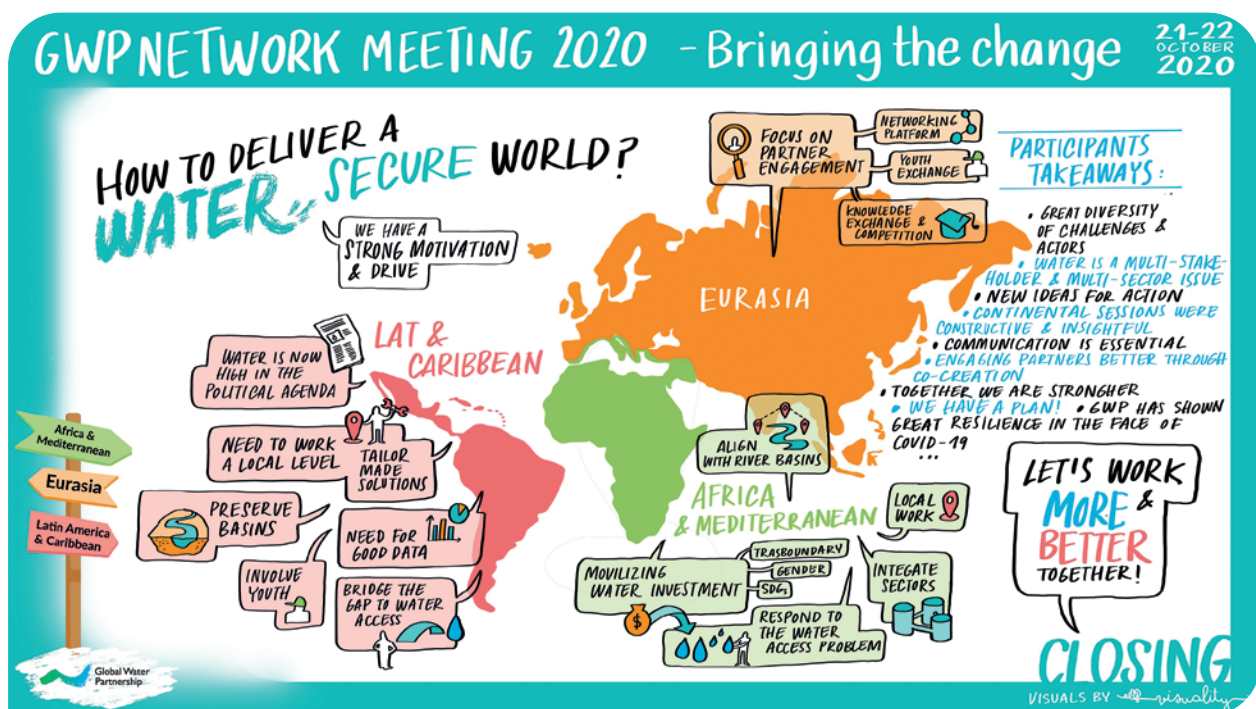 GWP NETWORK MEETING 2020 - Bringing the change
21-22
OCTOBER
2020
HOW TO DELIVER A
WATER SECURE WORLD?
WE HAVE A
STRONG MOTIVATION
& DRIVE
FOCUS ON
PARTNER
ENGAGEMENT
NETWORKING
PLATFORM
YOUTH
EXCHANGE
KNOWLEDGE
EXCHANGE &
COMPETITION
EURASIA
PARTICIPANTS
TAKEAWAYS:
• GREAT DIVERSITY
OF CHALLENGES &
ACTORS
• WATER IS A MULTI-STAKE-
HOLDER & MULTI-SECTOR ISSUE
• NEW IDEAS FOR ACTION
• CONTINENTAL SESSIONS WERE
CONSTRUCTIVE & INSIGHTFUL
• COMMUNICATION IS ESSENTIAL
• ENGAGING PARTNERS BETTER THROUGH
CO-CREATION
• TOGETHER WE ARE STRONGHER
• WE HAVE A PLAN! • GWP HAS SHOWN
GREAT RESILIENCE IN THE FACE OF
COVID-19
...
LAT &
CARIBBEAN
WATER IS NOW
HIGH IN THE
POLITICAL AGENDA
NEED TO WORK
A LOCAL LEVEL
TAILOR
MADE
SOLUTIONS
PRESERVE
BASINS
NEED FOR
GOOD DATA
INVOLVE
YOUTH
BRIDGE THE
GAP TO WATER
ACCESS
Africa &
Mediterranean
Eurasia
Latin America
& Caribbean
ALIGN
WITH RIVER BASINS
AFRICA
& MEDITERRANEAN
LOCAL
WORK
MOVILIZING
WATER INVESTMENT
TRASBOUNDARY
GENDER
SDGs
INTEGATE
SECTORS
RESPOND TO
THE WATER
ACCESS PROBLEM
LET'S WORK
MORE &
BETTER
TOGETHER!
Global Water
Partnership
CLOSING
VISUALS BY visuality